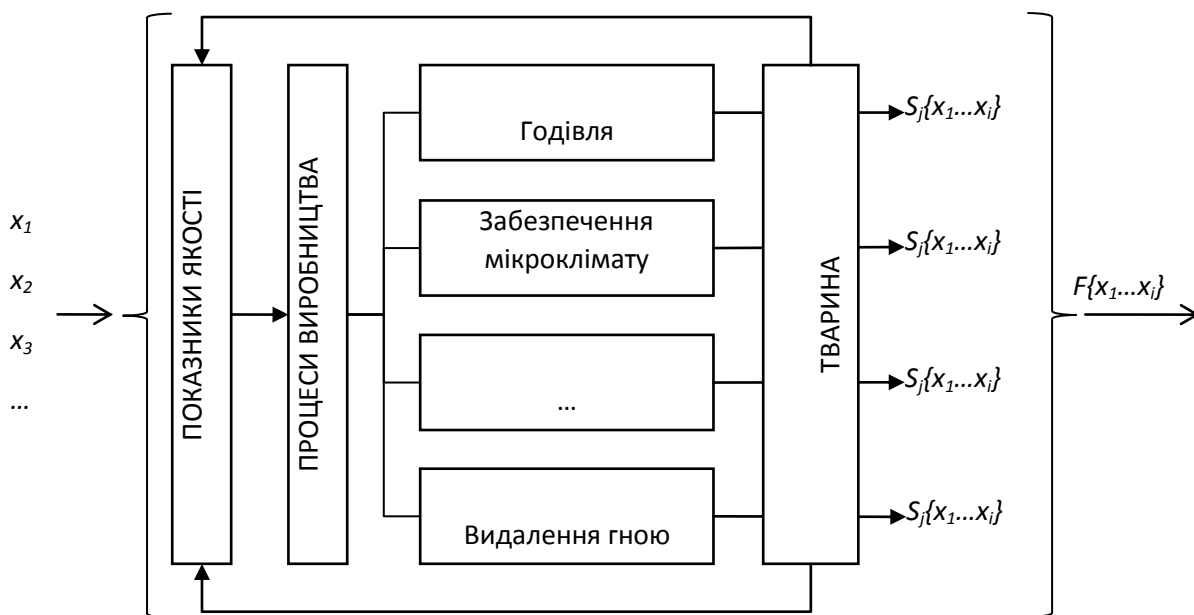 x₁
x₂
x₃
...
ПОКАЗНИКИ ЯКОСТІ
ПРОЦЕСИ ВИРОБНИЦТВА
Годівля
Забезпечення
мікроклімату
...
Видалення гною
ТВАРИНА
Sⱼ{x₁...xᵢ}
Sⱼ{x₁...xᵢ}
Sⱼ{x₁...xᵢ}
Sⱼ{x₁...xᵢ}
F{x₁...xᵢ}